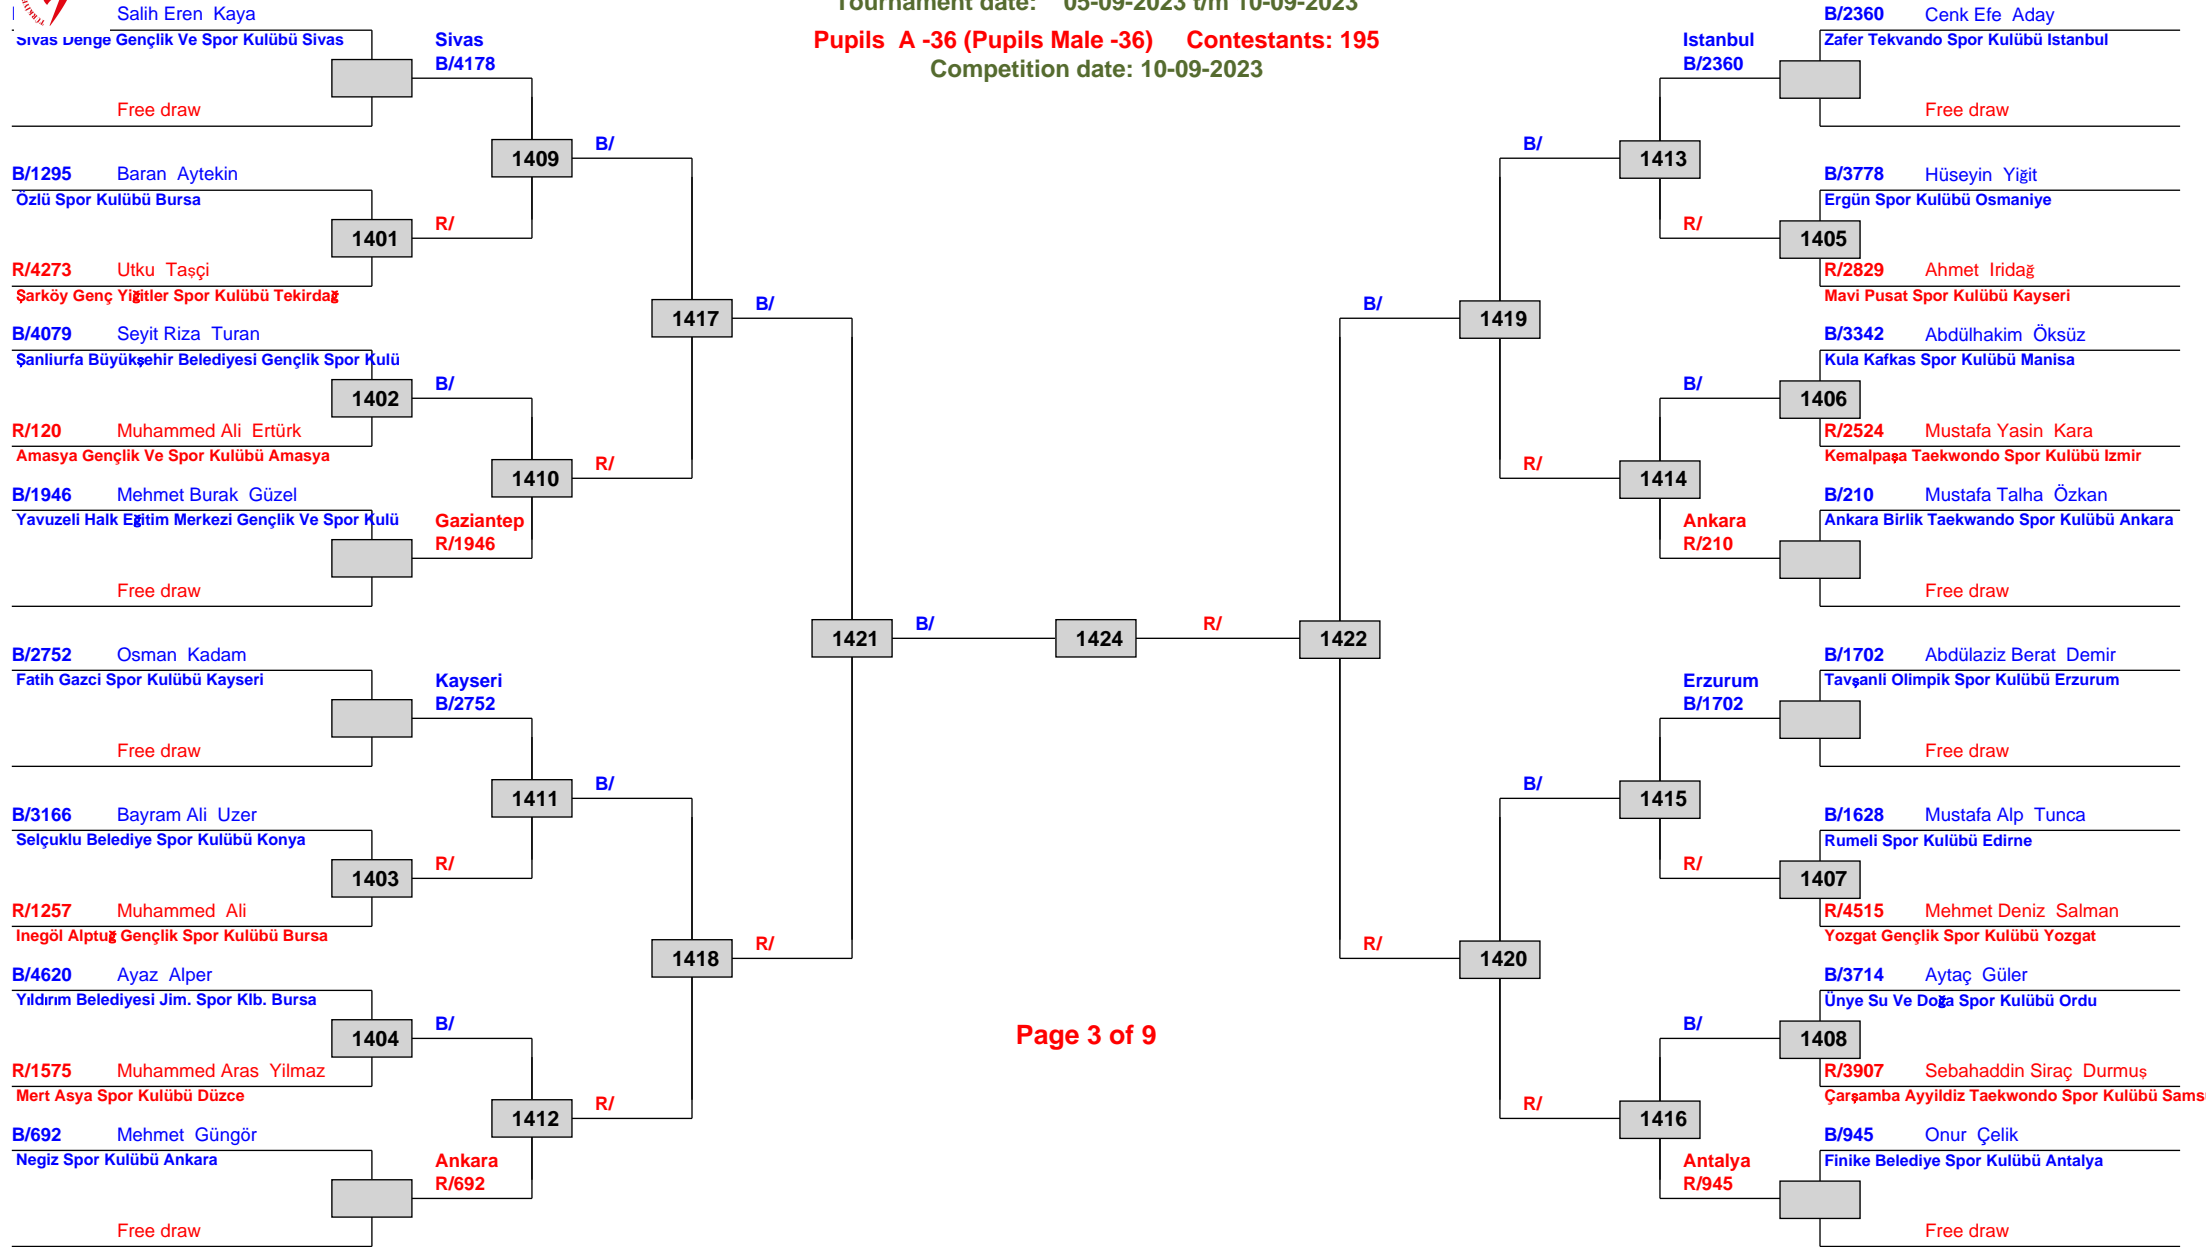 Tournament date: 05-09-2023 t/m 10-09-2023
Pupils A -36 (Pupils Male -36) Contestants: 195
Competition date: 10-09-2023
Salih Eren Kaya
Sivas Denge Gençlik Ve Spor Kulübü Sivas
Sivas
B/4178
Free draw
1409
B/
B/1295 Baran Aytekin
Özlü Spor Kulübü Bursa
1401
R/
R/4273 Utku Taşçi
Şarköy Genç Yiğitler Spor Kulübü Tekirdağ
1417
B/
B/4079 Seyit Riza Turan
Şanliurfa Büyükşehir Belediyesi Gençlik Spor Kulü
1402
B/
R/120 Muhammed Ali Ertürk
Amasya Gençlik Ve Spor Kulübü Amasya
1410
R/
B/1946 Mehmet Burak Güzel
Yavuzeli Halk Eğitim Merkezi Gençlik Ve Spor Kulü
Gaziantep
R/1946
Free draw
1421
B/
1424
B/2752 Osman Kadam
Fatih Gazci Spor Kulübü Kayseri
Kayseri
B/2752
Free draw
1411
B/
B/3166 Bayram Ali Uzer
Selçuklu Belediye Spor Kulübü Konya
1403
R/
R/1257 Muhammed Ali
Inegöl Alptuğ Gençlik Spor Kulübü Bursa
1418
R/
B/4620 Ayaz Alper
Yıldırım Belediyesi Jim. Spor Klb. Bursa
1404
B/
R/1575 Muhammed Aras Yilmaz
Mert Asya Spor Kulübü Düzce
1412
R/
B/692 Mehmet Güngör
Negiz Spor Kulübü Ankara
Ankara
R/692
Free draw
B/2360 Cenk Efe Aday
Zafer Tekvando Spor Kulübü Istanbul
Istanbul
B/2360
Free draw
B/
1413
B/3778 Hüseyin Yiğit
Ergün Spor Kulübü Osmaniye
R/
1405
R/2829 Ahmet Iridağ
Mavi Pusat Spor Kulübü Kayseri
B/
1419
B/3342 Abdülhakim Öksüz
Kula Kafkas Spor Kulübü Manisa
B/
1406
R/2524 Mustafa Yasin Kara
Kemalpaşa Taekwondo Spor Kulübü Izmir
R/
1414
B/210 Mustafa Talha Özkan
Ankara Birlik Taekwando Spor Kulübü Ankara
Ankara
R/210
Free draw
R/
1422
B/1702 Abdülaziz Berat Demir
Tavşanli Olimpik Spor Kulübü Erzurum
Erzurum
B/1702
Free draw
B/
1415
B/1628 Mustafa Alp Tunca
Rumeli Spor Kulübü Edirne
R/
1407
R/4515 Mehmet Deniz Salman
Yozgat Gençlik Spor Kulübü Yozgat
R/
1420
B/3714 Aytaç Güler
Ünye Su Ve Doğa Spor Kulübü Ordu
B/
1408
R/3907 Sebahaddin Siraç Durmuş
Çarşamba Ayyildiz Taekwondo Spor Kulübü Sams
R/
1416
B/945 Onur Çelik
Finike Belediye Spor Kulübü Antalya
Antalya
R/945
Free draw
Page 3 of 9